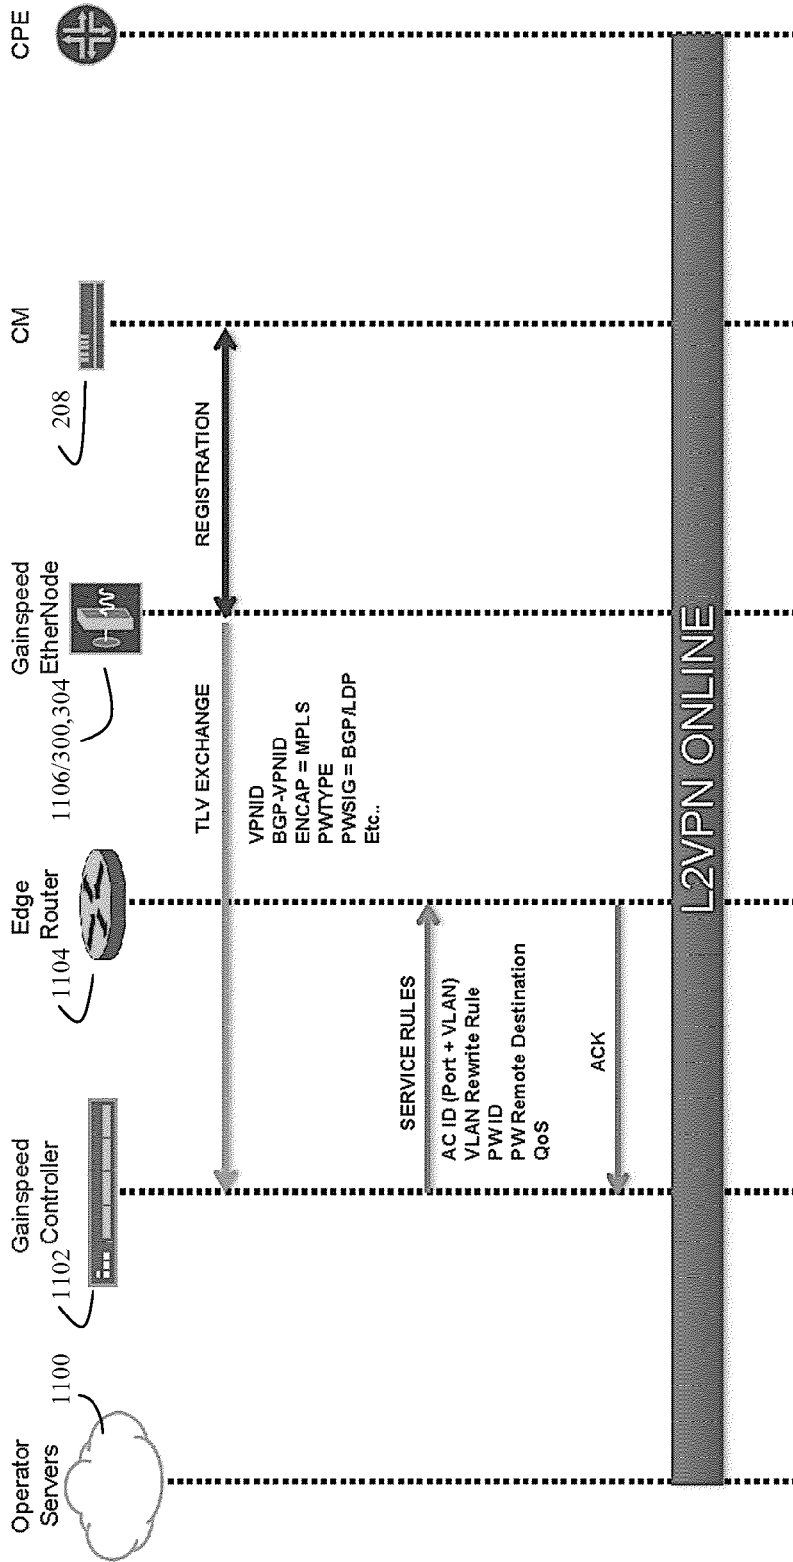 Operator
Servers
1100
Gainspeed
Controller
1102
Edge
Router
1104
Gainspeed
EtherNode
1106/300,304
CM
208
CPE
TLV EXCHANGE
REGISTRATION
VPNID
BGP-VPNID
ENCAP = MPLS
PWTYPE
PWSIG = BGP/LDP
Etc..
SERVICE RULES
AC ID (Port + VLAN)
VLAN Rewrite Rule
PW ID
PW Remote Destination
QoS
ACK
L2VPN ONLINE